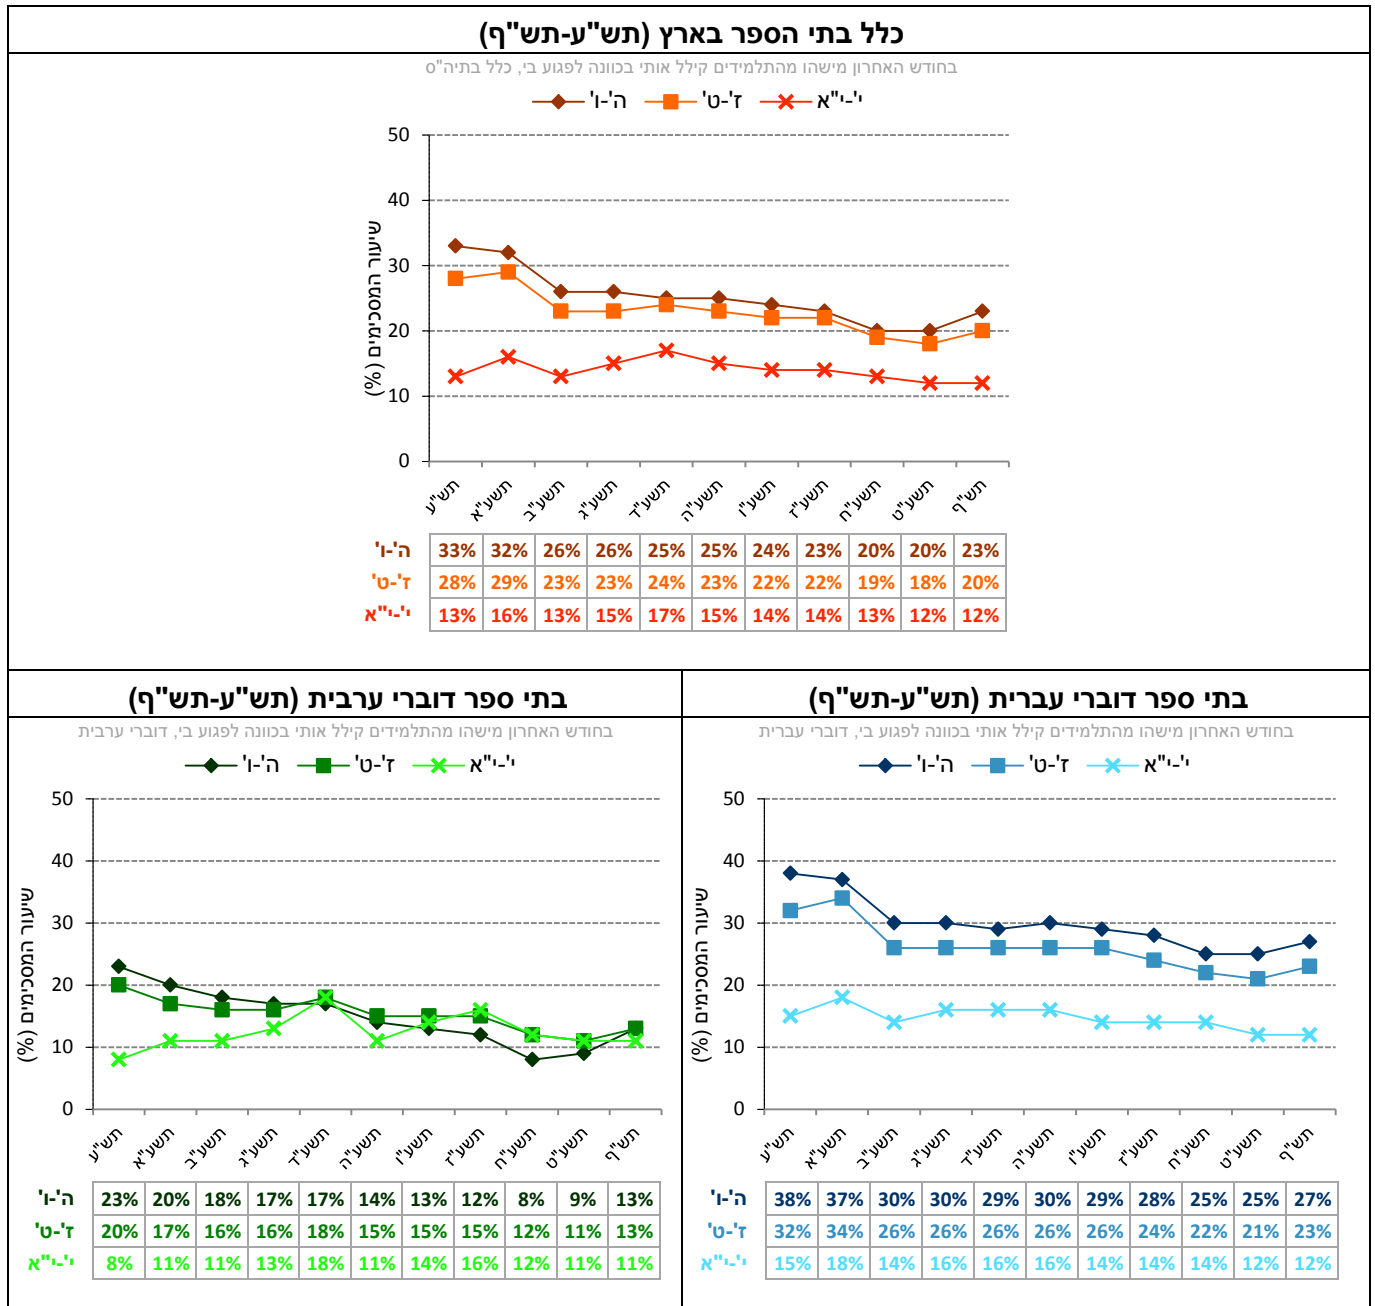 כלל בתי הספר בארץ (תש"ע-תש"ף)
בחודש האחרון מישהו מהתלמידים קילל אותי בכוונה לפגוע בי, כלל בתיה"ס
ה'-ו' ז'-ט' י'-י"א
שיעור המסכימים (%)
50
40
30
20
10
0
תש"ע תשע"א תשע"ב תשע"ג תשע"ד תשע"ה תשע"ו תשע"ז תשע"ח תשע"ט תש"ף
ה'-ו' 33% 32% 26% 26% 25% 25% 24% 23% 20% 20% 23%
ז'-ט' 28% 29% 23% 23% 24% 23% 22% 22% 19% 18% 20%
י'-י"א 13% 16% 13% 15% 17% 15% 14% 14% 13% 12% 12%
בתי ספר דוברי עברית (תש"ע-תש"ף)
בחודש האחרון מישהו מהתלמידים קילל אותי בכוונה לפגוע בי, דוברי עברית
ה'-ו' ז'-ט' י'-י"א
שיעור המסכימים (%)
50
40
30
20
10
0
תש"ע תשע"א תשע"ב תשע"ג תשע"ד תשע"ה תשע"ו תשע"ז תשע"ח תשע"ט תש"ף
ה'-ו' 38% 37% 30% 30% 29% 30% 29% 28% 25% 25% 27%
ז'-ט' 32% 34% 26% 26% 26% 26% 26% 24% 22% 21% 23%
י'-י"א 15% 18% 14% 16% 16% 16% 14% 14% 14% 12% 12%
בתי ספר דוברי ערבית (תש"ע-תש"ף)
בחודש האחרון מישהו מהתלמידים קילל אותי בכוונה לפגוע בי, דוברי ערבית
ה'-ו' ז'-ט' י'-י"א
שיעור המסכימים (%)
50
40
30
20
10
0
תש"ע תשע"א תשע"ב תשע"ג תשע"ד תשע"ה תשע"ו תשע"ז תשע"ח תשע"ט תש"ף
ה'-ו' 23% 20% 18% 17% 17% 14% 13% 12% 8% 9% 13%
ז'-ט' 20% 17% 16% 16% 18% 15% 15% 15% 12% 11% 13%
י'-י"א 8% 11% 11% 13% 18% 11% 14% 16% 12% 11% 11%